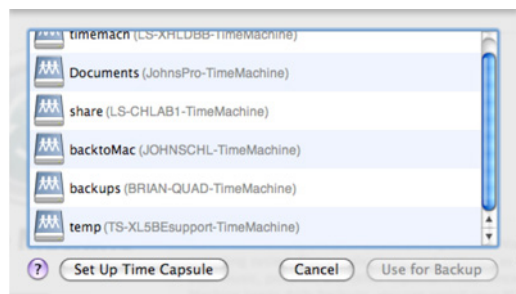 timemach (LS-XHLDBB-TimeMachine)
Documents (JohnsPro-TimeMachine)
share (LS-CHLAB1-TimeMachine)
backtoMac (JOHNSCHL-TimeMachine)
backups (BRIAN-QUAD-TimeMachine)
temp (TS-XL5BEsupport-TimeMachine)
? Set Up Time Capsule Cancel Use for Backup